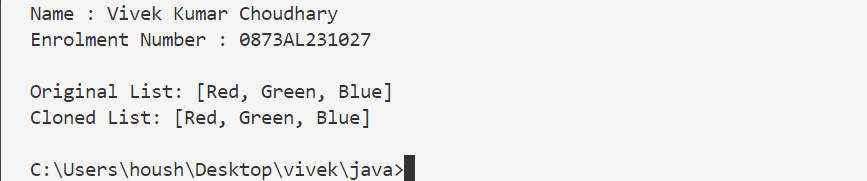 Name : Vivek Kumar Choudhary
Enrolment Number : 0873AL231027
Original List: [Red, Green, Blue]
Cloned List: [Red, Green, Blue]
C:\Users\housh\Desktop\vivek\java>